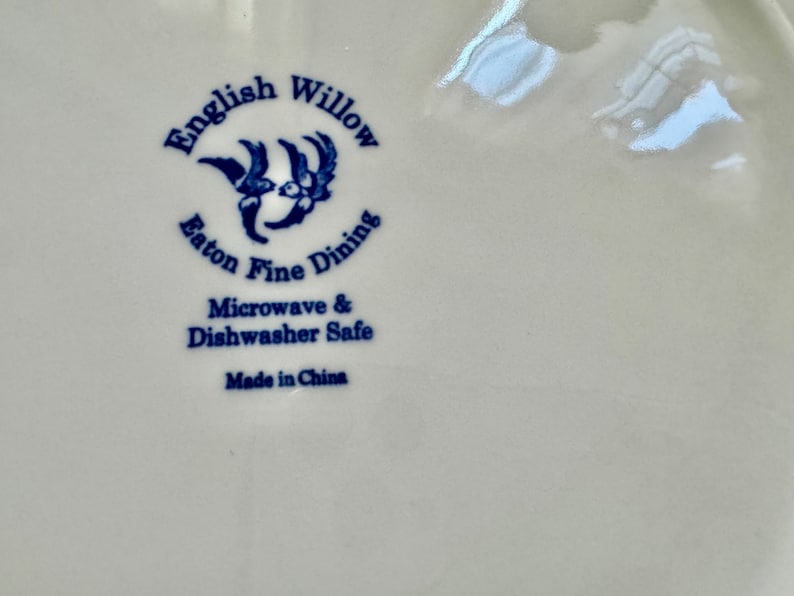 English Willow
Eaton Fine Dining
Microwave &
Dishwasher Safe
Made in China